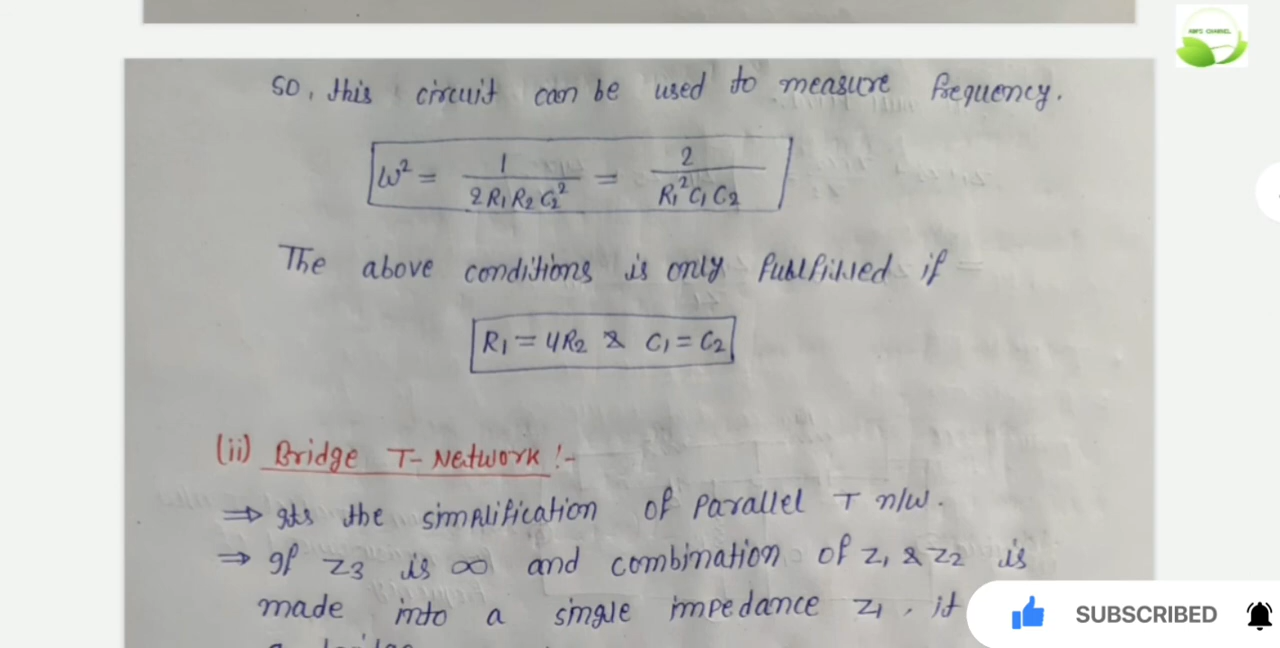 SO, this circuit can be used to measure frequency.
ω² = 1 / 2R₁R₂C₂² = 2 / R₁²C₁C₂
The above conditions is only fullfilled if
R₁ = 4R₂ & C₁ = C₂
(ii) Bridge T-Network :-
⇒ Its the simplification of Parallel T n/w.
⇒ If Z3 is ∞ and combination of Z₁ & Z2 is
made into a single impedance Z₁, it
SUBSCRIBED